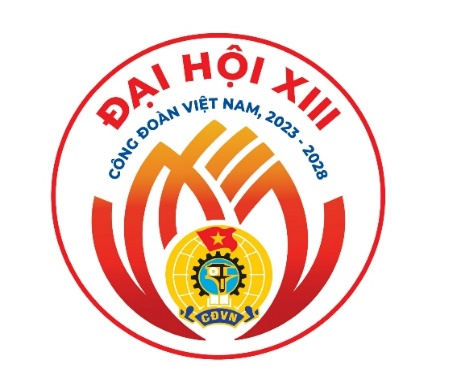 ĐẠI HỘI XIII
CÔNG ĐOÀN VIỆT NAM, 2023 - 2028
CĐVN